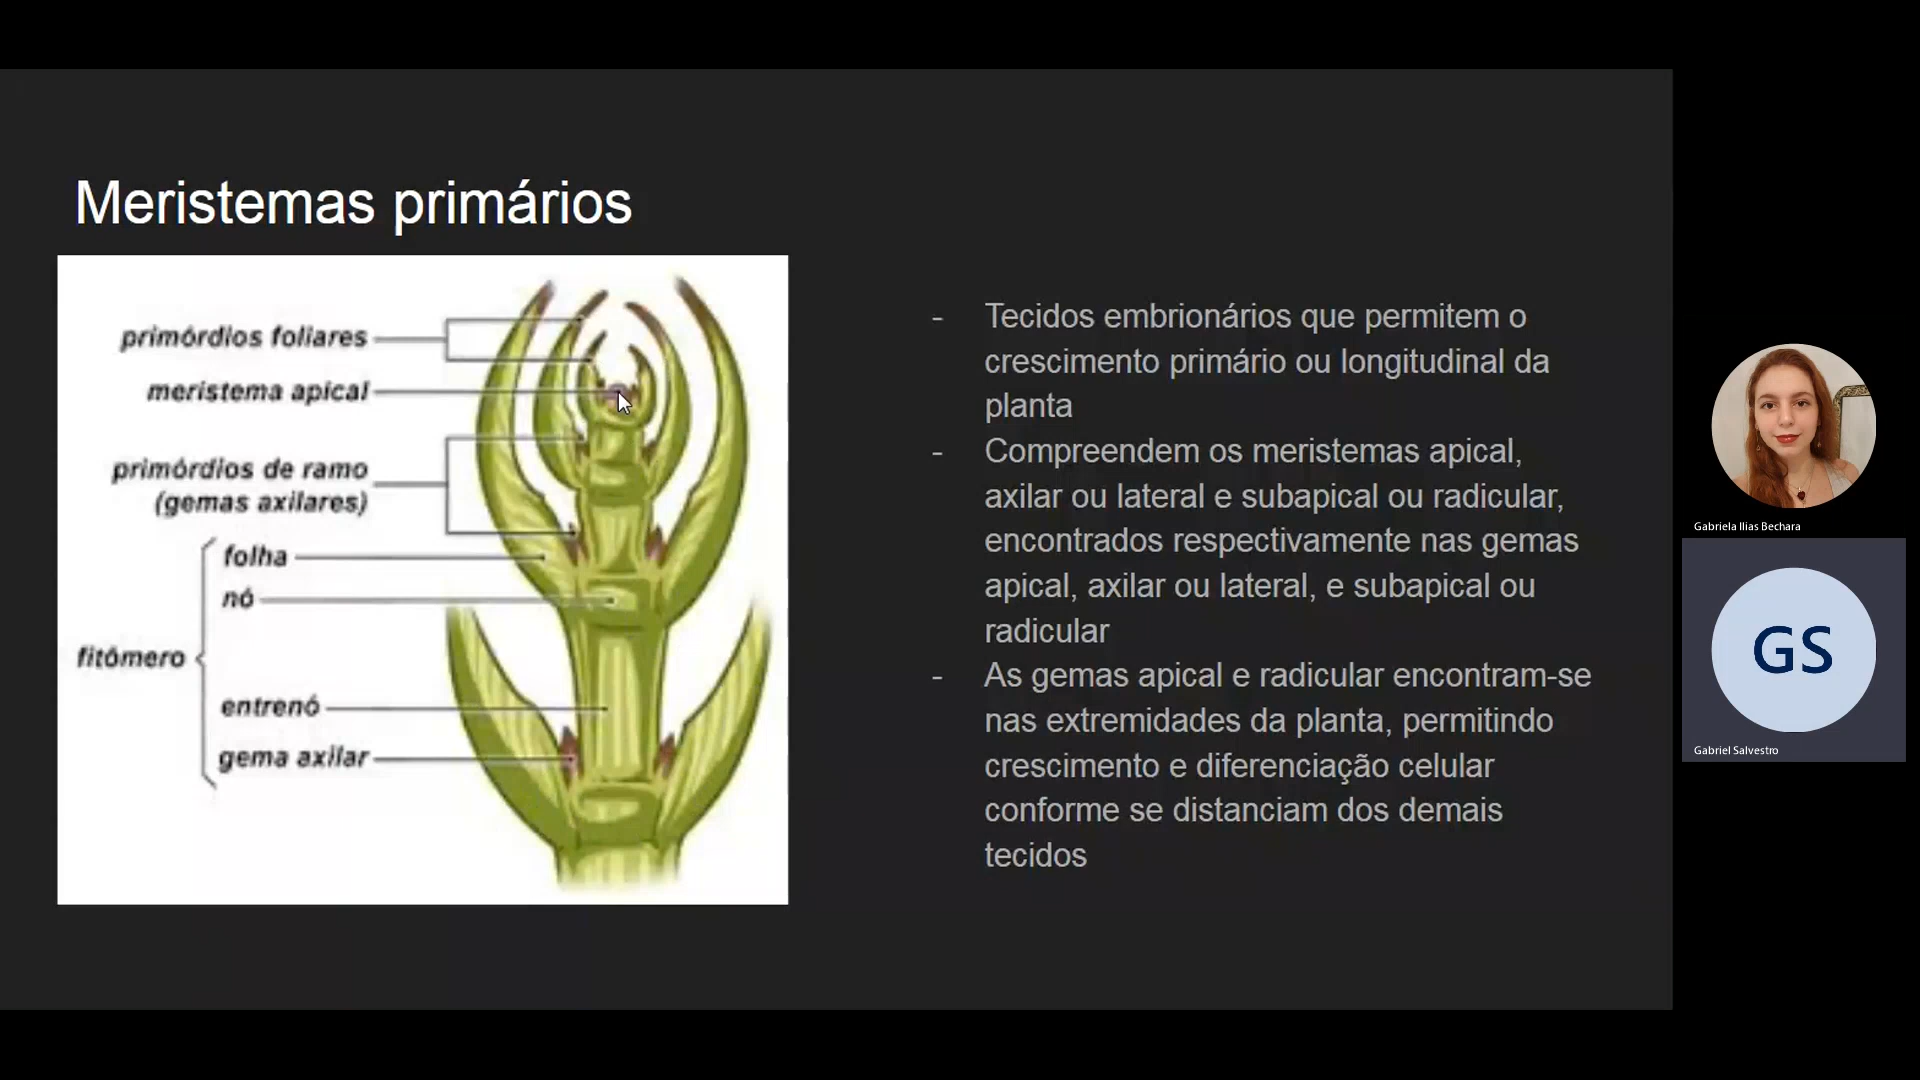 Meristemas primários
primórdios foliares
meristema apical
primórdios de ramo
(gemas axilares)
folha
nó
fitômero
entrenó
gema axilar
- Tecidos embrionários que permitem o
crescimento primário ou longitudinal da
planta
- Compreendem os meristemas apical,
axilar ou lateral e subapical ou radicular,
encontrados respectivamente nas gemas
apical, axilar ou lateral, e subapical ou
radicular
- As gemas apical e radicular encontram-se
nas extremidades da planta, permitindo
crescimento e diferenciação celular
conforme se distanciam dos demais
tecidos
Gabriela Ilias Bechara
GS
Gabriel Salvestro